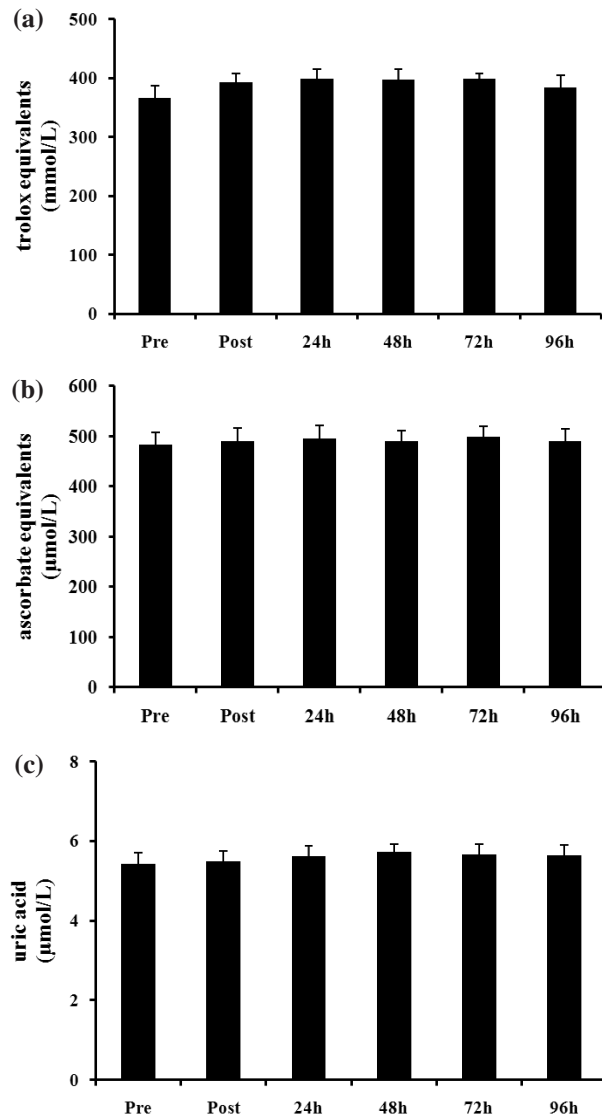 (a)
trolox equivalents
(mmol/L)
500
400
300
200
100
0
Pre Post 24h 48h 72h 96h
(b)
ascorbate equivalents
(µmol/L)
600
500
400
300
200
100
0
Pre Post 24h 48h 72h 96h
(c)
uric acid
(µmol/L)
8
6
4
2
0
Pre Post 24h 48h 72h 96h